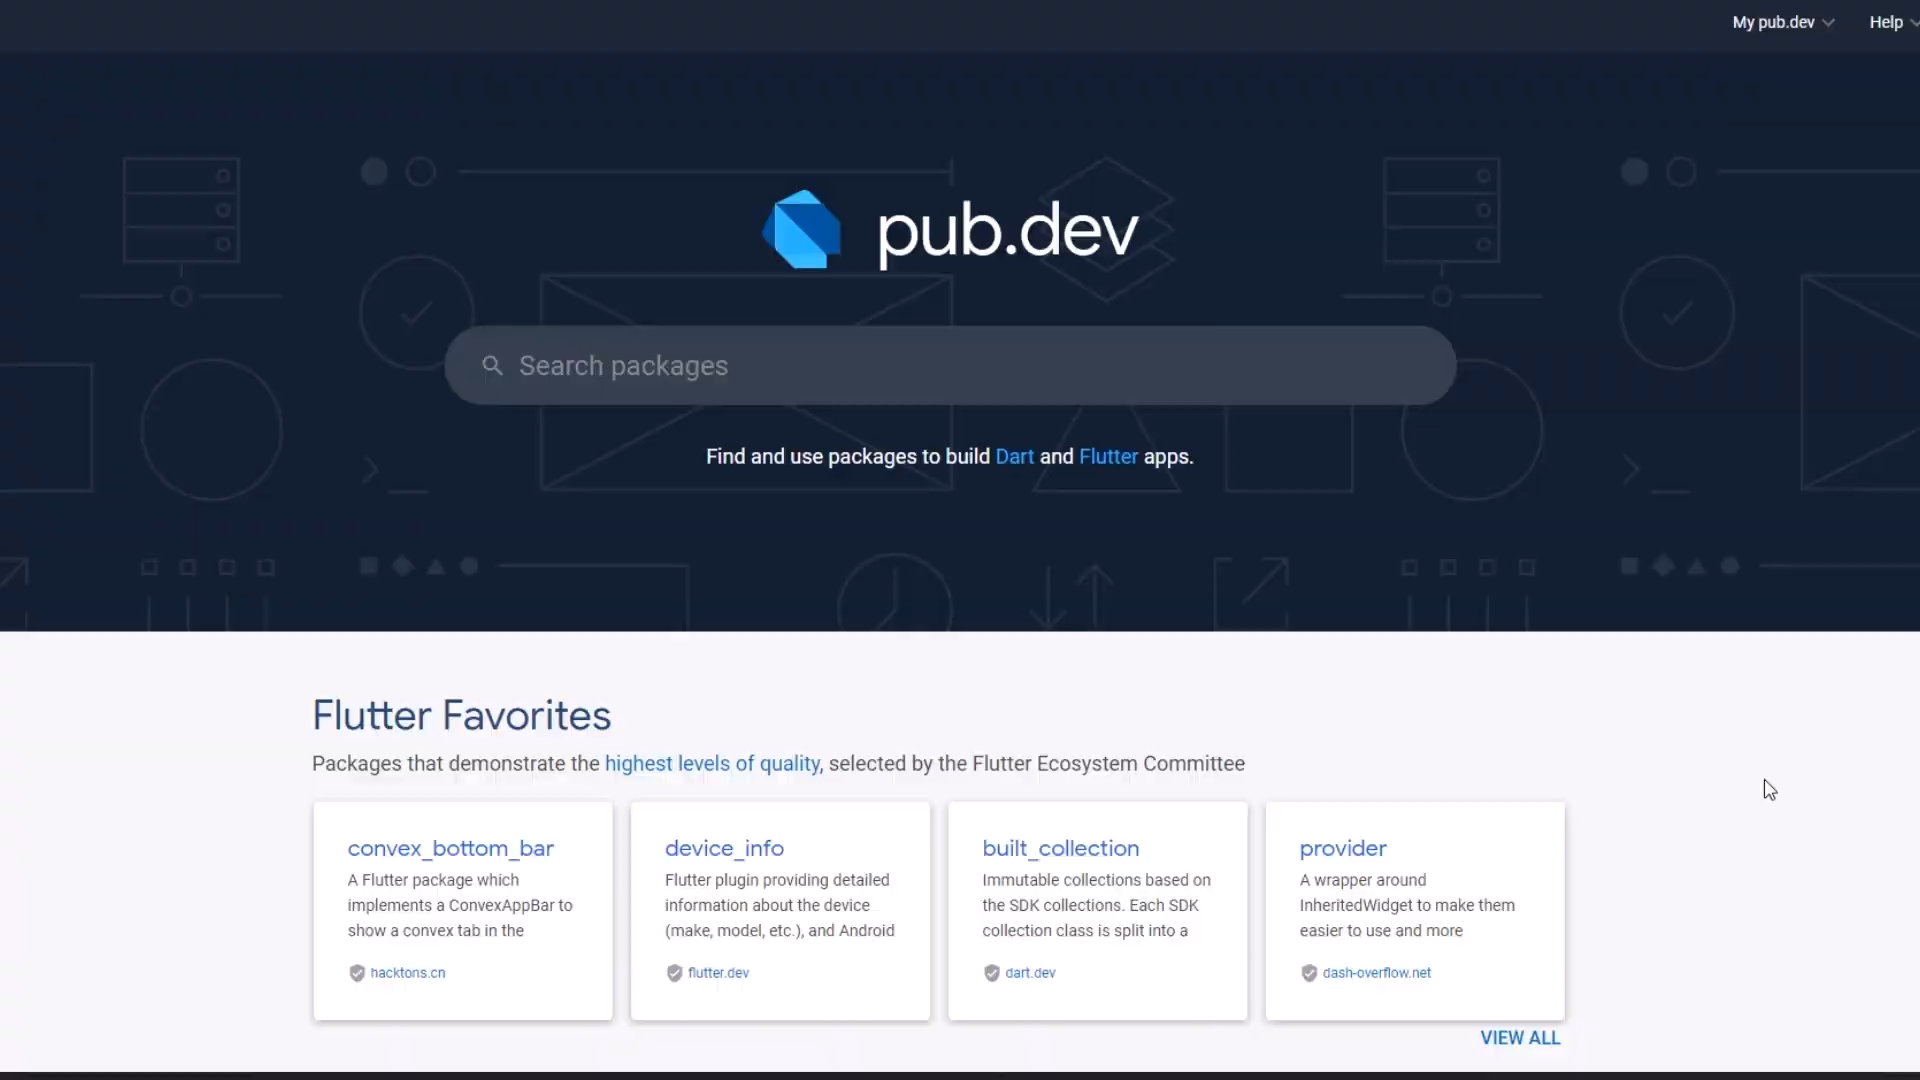 My pub.dev
Help
pub.dev
Search packages
Find and use packages to build Dart and Flutter apps.
Flutter Favorites
Packages that demonstrate the highest levels of quality, selected by the Flutter Ecosystem Committee
convex_bottom_bar
A Flutter package which
implements a ConvexAppBar to
show a convex tab in the
hacktons.cn
device_info
Flutter plugin providing detailed
information about the device
(make, model, etc.), and Android
flutter.dev
built_collection
Immutable collections based on
the SDK collections. Each SDK
collection class is split into a
dart.dev
provider
A wrapper around
InheritedWidget to make them
easier to use and more
dash-overflow.net
VIEW ALL